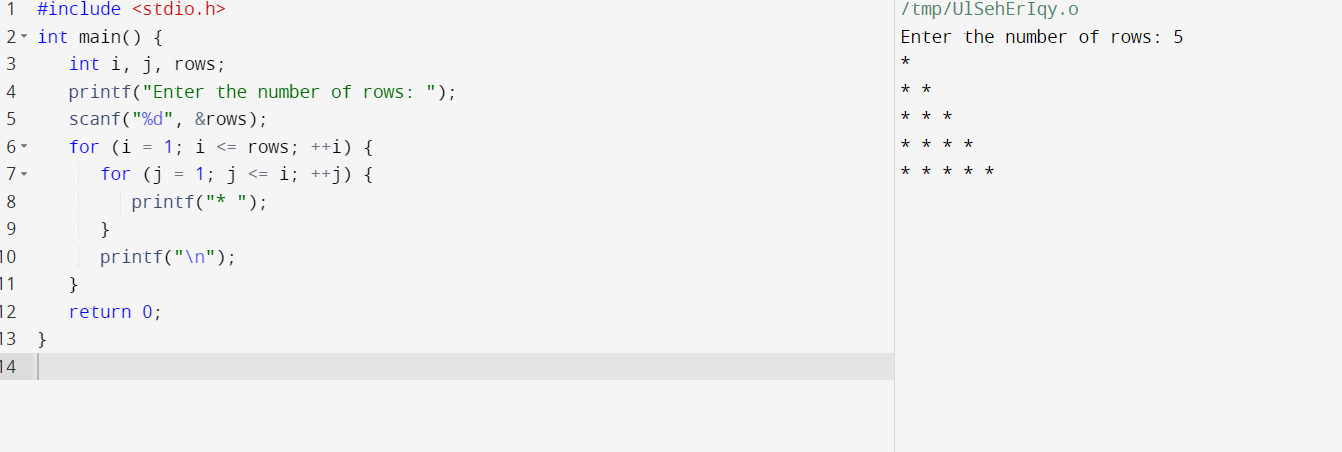 1 #include <stdio.h>
2 int main() {
3 int i, j, rows;
4 printf("Enter the number of rows: ");
5 scanf("%d", &rows);
6 for (i = 1; i <= rows; ++i) {
7 for (j = 1; j <= i; ++j) {
8 printf("* ");
9 }
10 printf("\n");
11 }
12 return 0;
13 }
14
/tmp/UlSehErIqy.o
Enter the number of rows: 5
*
* *
* * *
* * * *
* * * * *